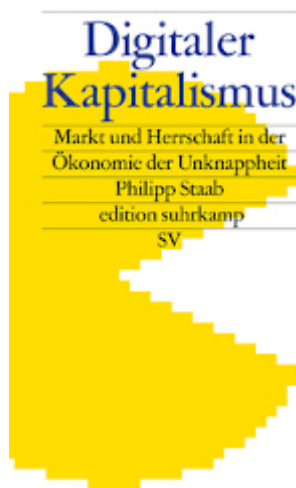 Digitaler
Kapitalismus
Markt und Herrschaft in der
Ökonomie der Unknappheit
Philipp Staab
edition suhrkamp
SV